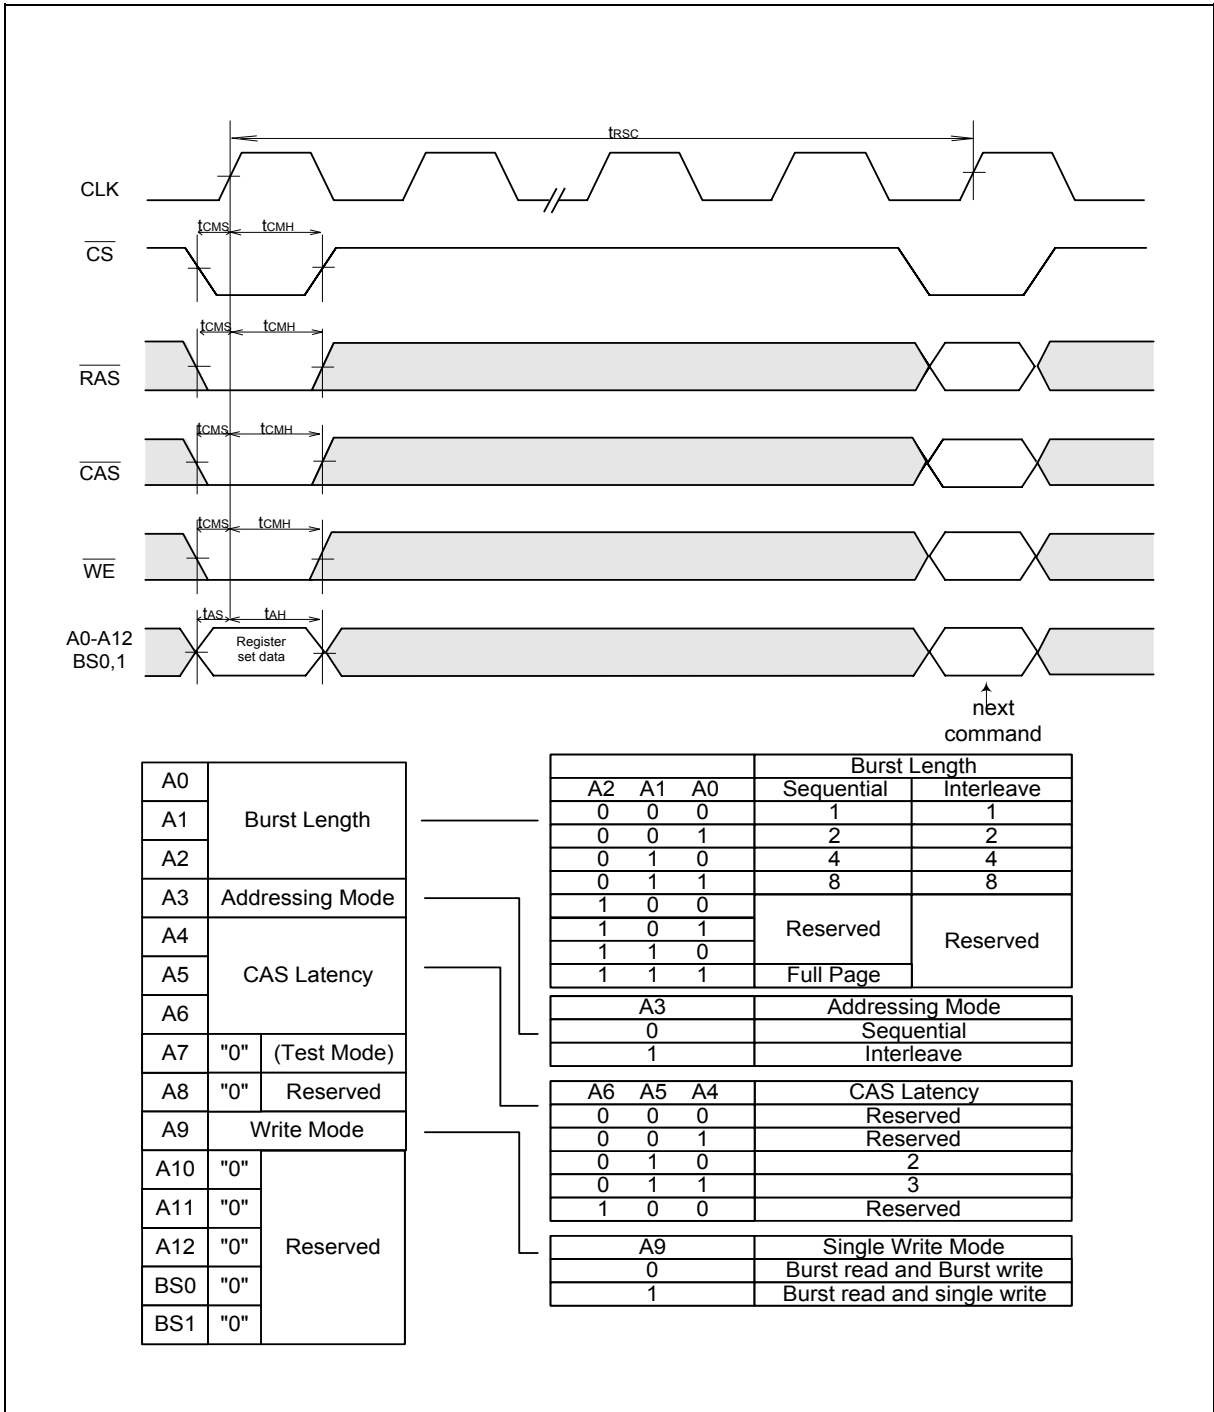 tRSC
CLK
tCMS tCMH
CS
tCMS tCMH
RAS
tCMS tCMH
CAS
tCMS tCMH
WE
tAS tAH
A0-A12
BS0,1
Register
set data
next
command
A0
A1 Burst Length
A2
A3 Addressing Mode
A4
A5 CAS Latency
A6
A7 "0" (Test Mode)
A8 "0" Reserved
A9 Write Mode
A10 "0"
A11 "0"
A12 "0" Reserved
BS0 "0"
BS1 "0"
Burst Length
A2 A1 A0 Sequential Interleave
0 0 0 1 1
0 0 1 2 2
0 1 0 4 4
0 1 1 8 8
1 0 0
1 0 1 Reserved Reserved
1 1 0
1 1 1 Full Page
A3 Addressing Mode
0 Sequential
1 Interleave
A6 A5 A4 CAS Latency
0 0 0 Reserved
0 0 1 Reserved
0 1 0 2
0 1 1 3
1 0 0 Reserved
A9 Single Write Mode
0 Burst read and Burst write
1 Burst read and single write